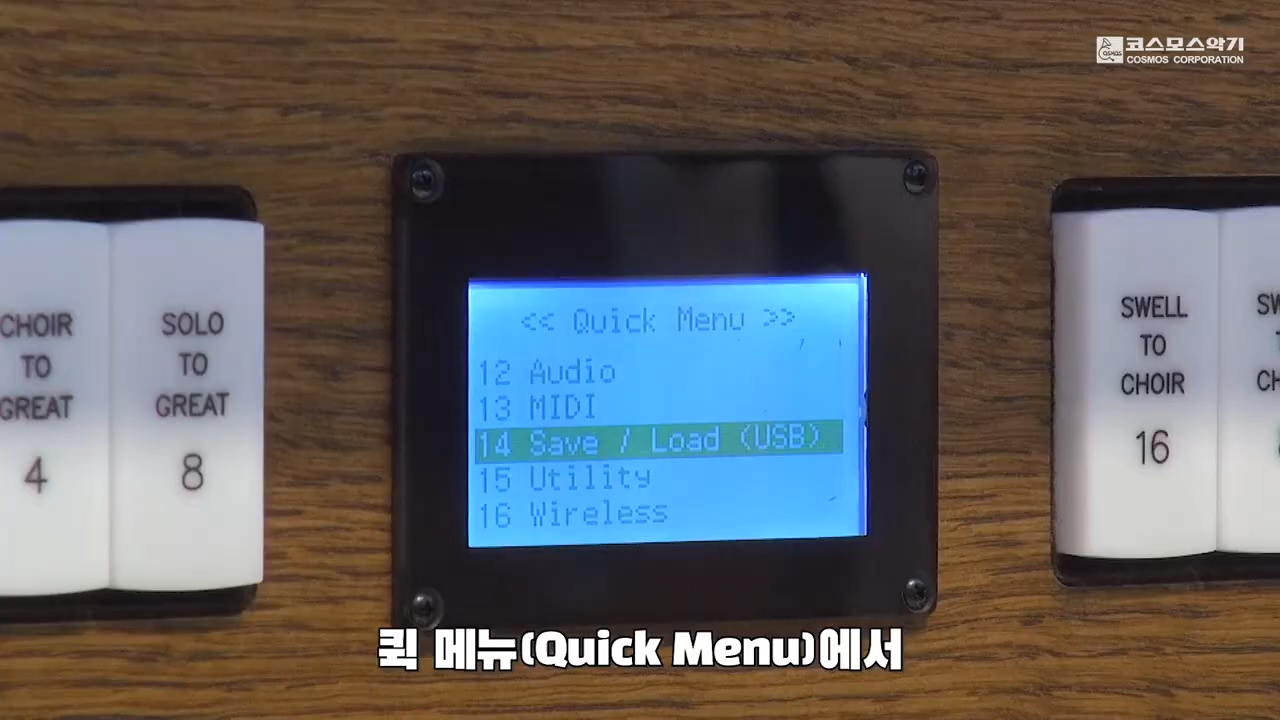 코스모스악기
COSMOS CORPORATION
CHOIR
TO
GREAT
4
SOLO
TO
GREAT
8
<< Quick Menu >>
12 Audio
13 MIDI
14 Save / Load (USB)
15 Utility
16 Wireless
SWELL
TO
CHOIR
16
퀵 메뉴(Quick Menu)에서